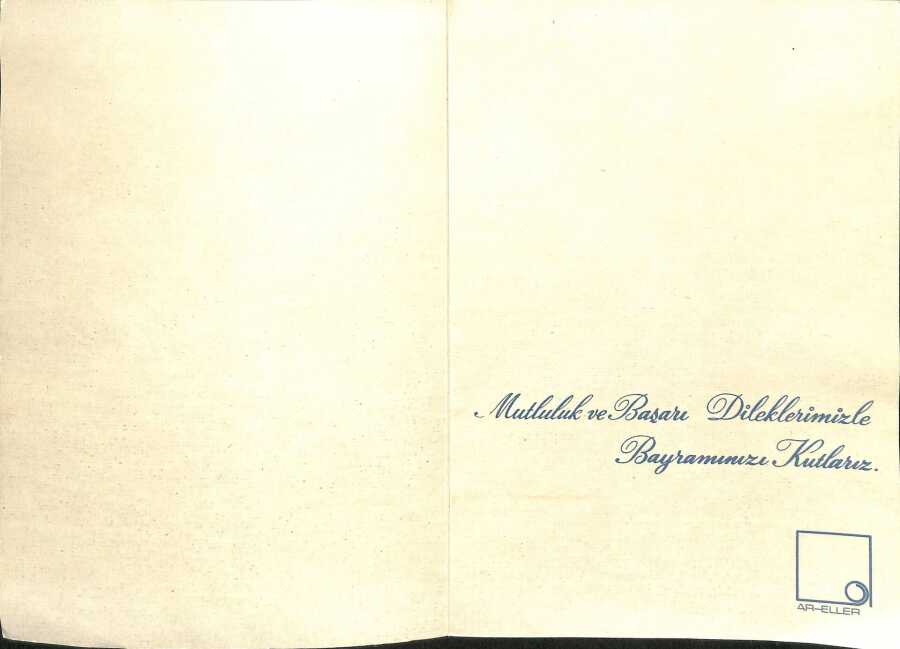 Mutluluk ve Başarı Dileklerimizle
Bayramınızı Kutlarız.
AR-ELLER